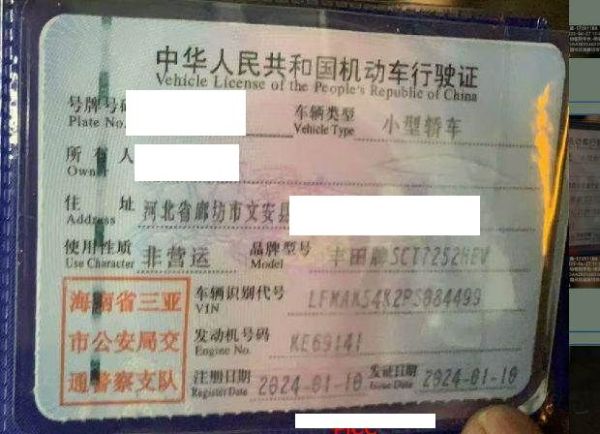 中华人民共和国机动车行驶证
Vehicle License of the People's Republic of China
号牌号码
Plate No.
车辆类型 小型轿车
Vehicle Type
所有人
Owner
住址 河北省廊坊市文安县
Address
使用性质 非营运 品牌型号 丰田牌SCT7252HEV
Use Character Model
海南省三亚
市公安局交
通警察支队
车辆识别代号 LFMAK54K2PS084499
VIN
发动机号码 KE69141
Engine No.
注册日期 2024-01-10 发证日期 2024-01-10
Register Date Issue Date